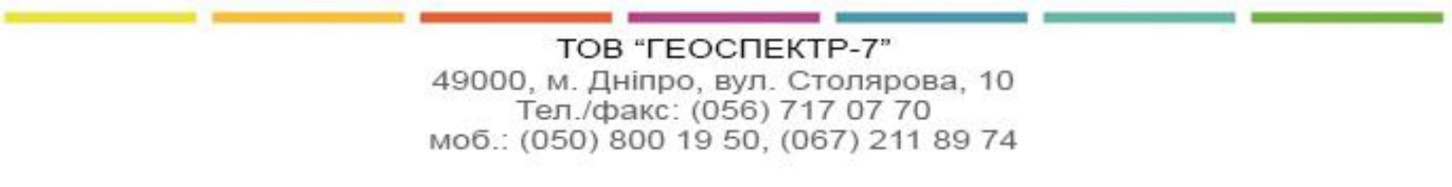 ТОВ “ГЕОСПЕКТР-7”
49000, м. Дніпро, вул. Столярова, 10
Тел./факс: (056) 717 07 70
моб.: (050) 800 19 50, (067) 211 89 74